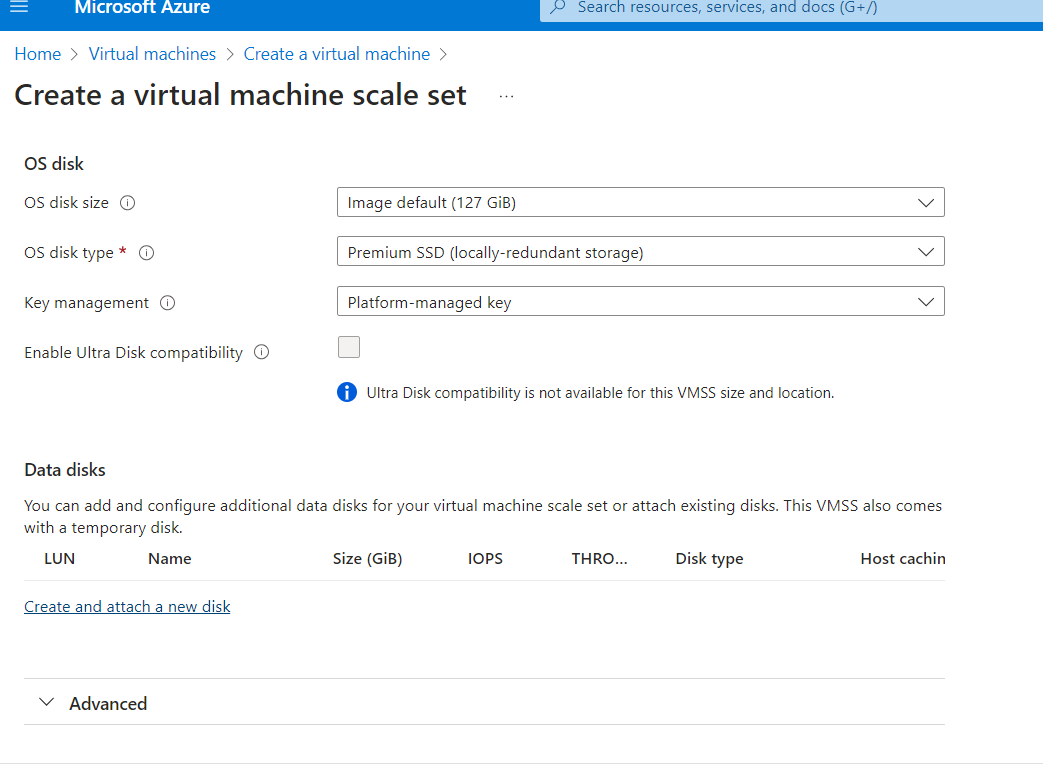 Microsoft Azure
Search resources, services, and docs (G+/)
Home > Virtual machines > Create a virtual machine >
Create a virtual machine scale set ...
OS disk
OS disk size
Image default (127 GiB)
OS disk type *
Premium SSD (locally-redundant storage)
Key management
Platform-managed key
Enable Ultra Disk compatibility
Ultra Disk compatibility is not available for this VMSS size and location.
Data disks
You can add and configure additional data disks for your virtual machine scale set or attach existing disks. This VMSS also comes
with a temporary disk.
LUN Name Size (GiB) IOPS THRO... Disk type Host cachin
Create and attach a new disk
Advanced